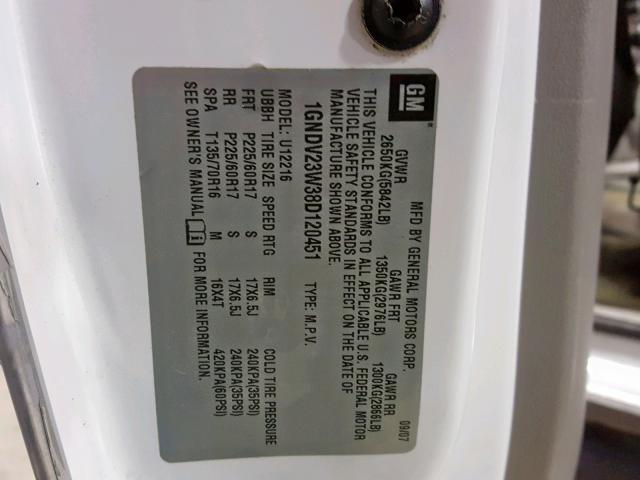 GM
MFD BY GENERAL MOTORS CORP. 09/07
GVWR GAWR FRT GAWR RR
2650KG(5842LB) 1350KG(2976LB) 1300KG(2866LB)
THIS VEHICLE CONFORMS TO ALL APPLICABLE U.S. FEDERAL MOTOR
VEHICLE SAFETY STANDARDS IN EFFECT ON THE DATE OF
MANUFACTURE SHOWN ABOVE.
1GNDV23W38D120451 TYPE: M.P.V.
MODEL: U12216
UBBH TIRE SIZE SPEED RTG RIM COLD TIRE PRESSURE
FRT P225/60R17 S 17X6.5J 240KPA(35PSI)
RR P225/60R17 S 17X6.5J 240KPA(35PSI)
SPA T135/70R16 M 16X4T 420KPA(60PSI)
SEE OWNER'S MANUAL FOR MORE INFORMATION